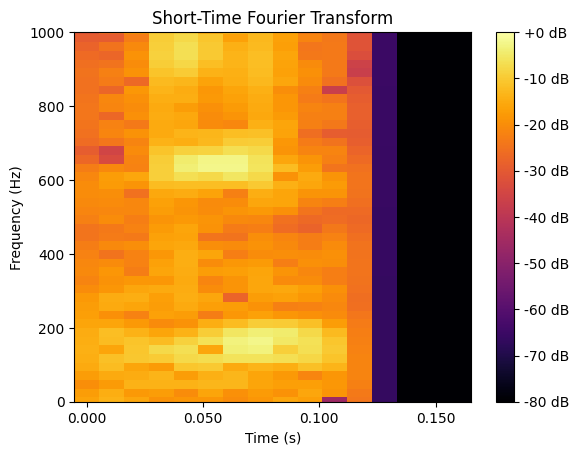 Short-Time Fourier Transform
1000
800
600
400
200
0
Frequency (Hz)
0.000
0.050
0.100
0.150
Time (s)
+0 dB
-10 dB
-20 dB
-30 dB
-40 dB
-50 dB
-60 dB
-70 dB
-80 dB